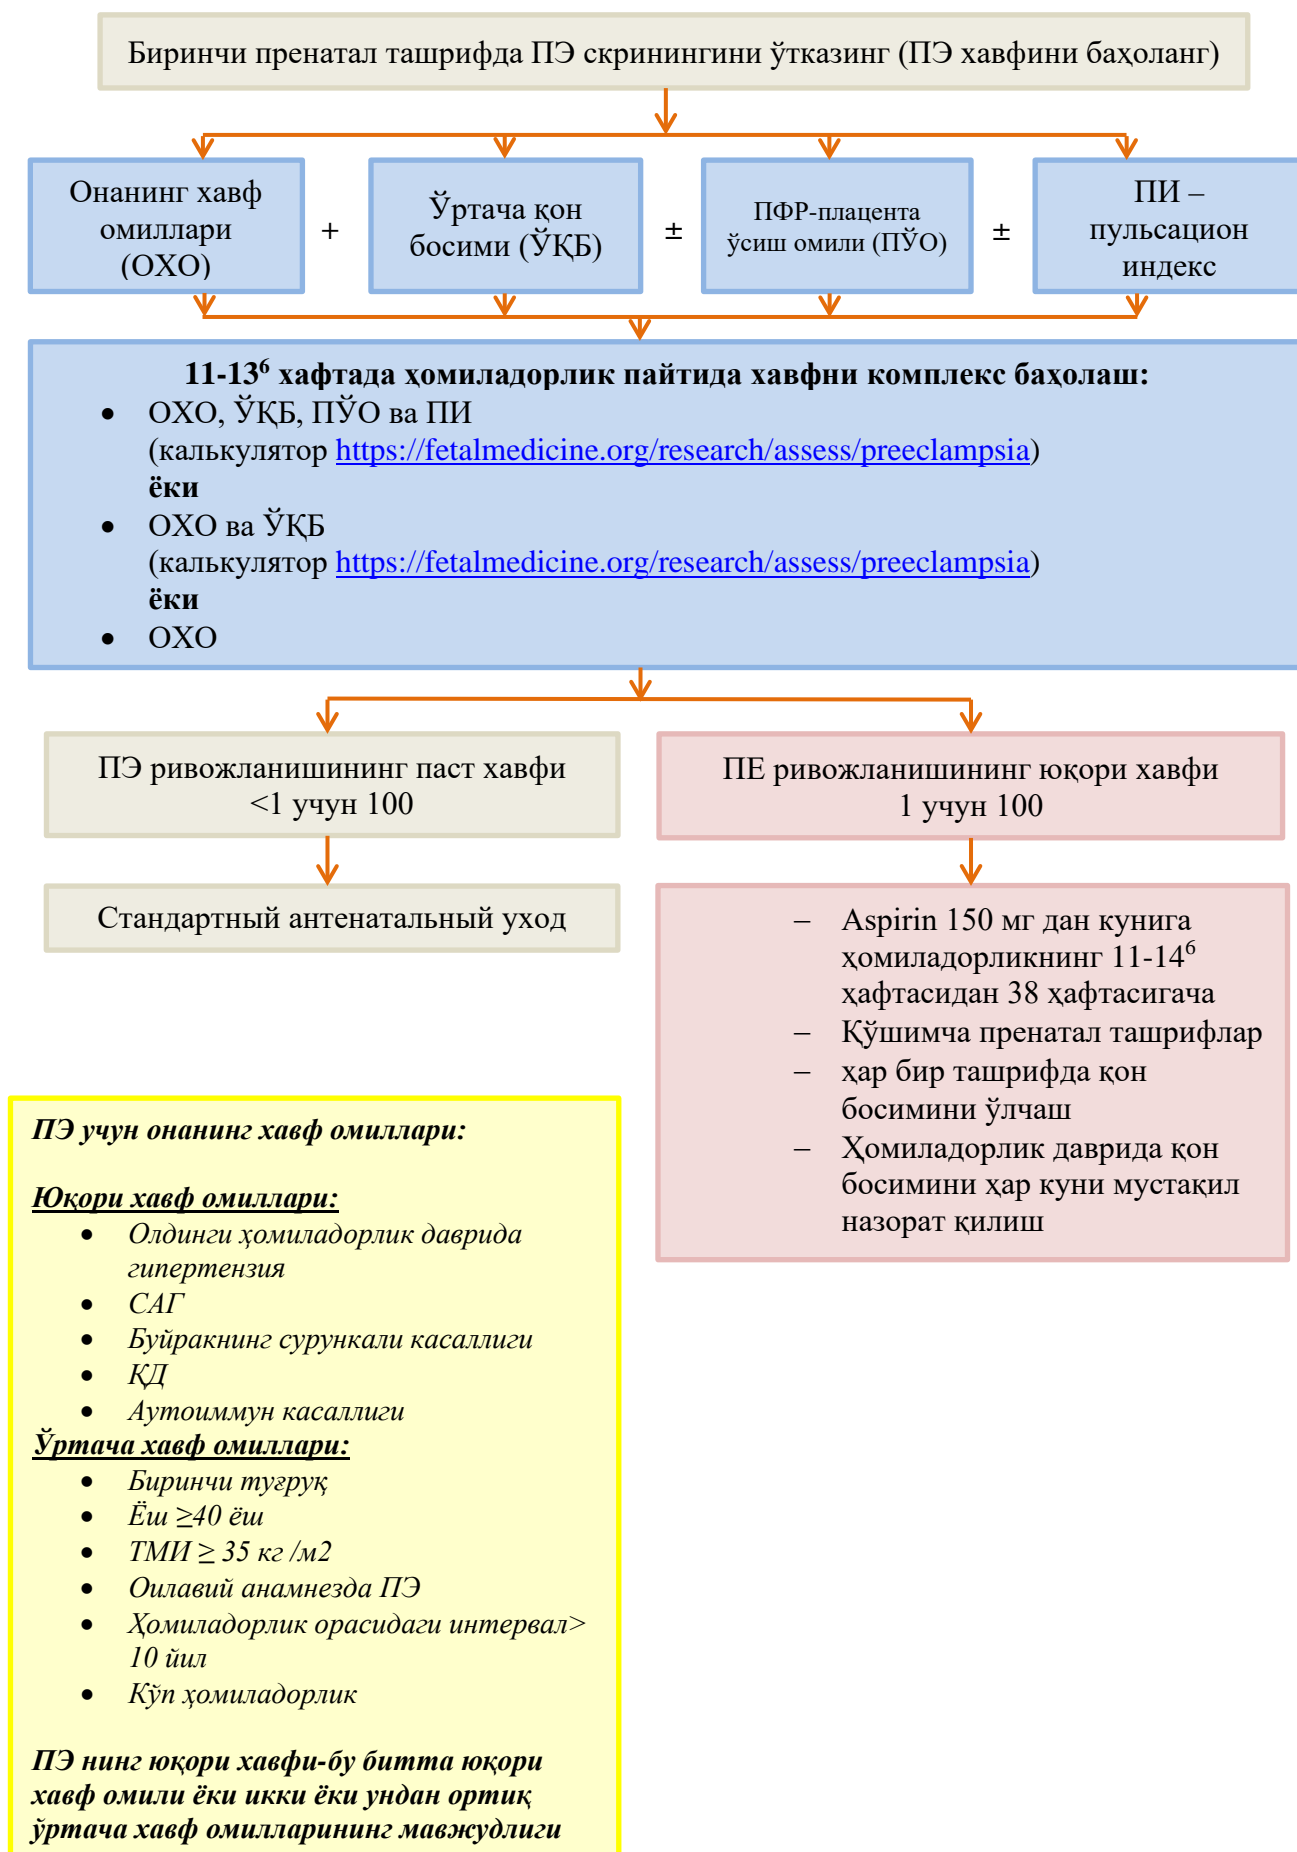 Биринчи пренатал ташрифда ПЭ скринингини ўтказинг (ПЭ хавфини баҳоланг)
Онанинг хавф
омиллари
(ОХО)
+
Ўртача қон
босими (ЎҚБ)
±
ПФР-плацента
ўсиш омили (ПЎО)
±
ПИ –
пульсацион
индекс
11-13⁶ хафтада ҳомиладорлик пайтида хавфни комплекс баҳолаш:
• ОХО, ЎҚБ, ПЎО ва ПИ
(калькулятор https://fetalmedicine.org/research/assess/preeclampsia)
ёки
• ОХО ва ЎҚБ
(калькулятор https://fetalmedicine.org/research/assess/preeclampsia)
ёки
• ОХО
ПЭ ривожланишининг паст хавфи
<1 учун 100
ПЕ ривожланишининг юқори хавфи
1 учун 100
Стандартный антенатальный уход
– Aspirin 150 мг дан кунига
ҳомиладорликнинг 11-14⁶
ҳафтасидан 38 ҳафтасигача
– Қўшимча пренатал ташрифлар
– ҳар бир ташрифда қон
босимини ўлчаш
– Ҳомиладорлик даврида қон
босимини ҳар куни мустақил
назорат қилиш
ПЭ учун онанинг хавф омиллари:
Юқори хавф омиллари:
• Олдинги ҳомиладорлик даврида
гипертензия
• САГ
• Буйракнинг сурункали касаллиги
• ҚД
• Аутоиммун касаллиги
Ўртача хавф омиллари:
• Биринчи туғруқ
• Ёш ≥40 ёш
• ТМИ ≥ 35 кг /м2
• Оилавий анамнезда ПЭ
• Ҳомиладорлик орасидаги интервал>
10 йил
• Кўп ҳомиладорлик
ПЭ нинг юқори хавфи-бу битта юқори
хавф омили ёки икки ёки ундан ортиқ
ўртача хавф омилларининг мавжудлиги